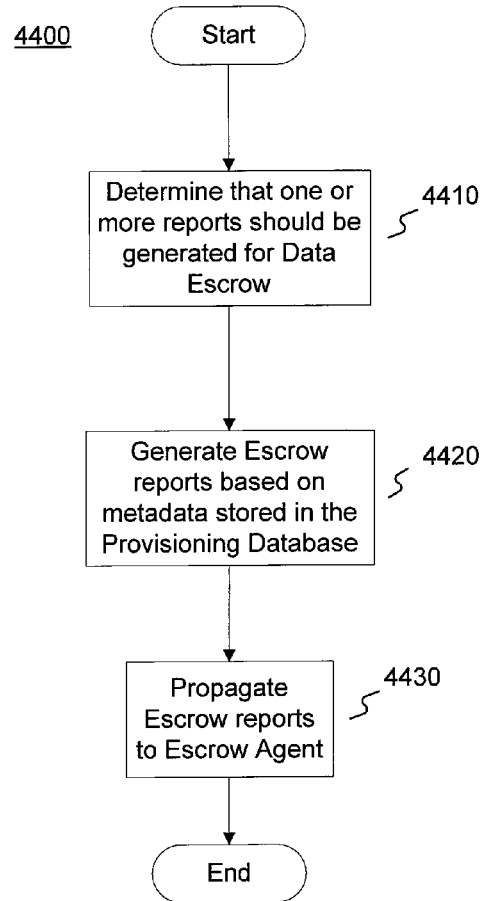 4400
Start
Determine that one or
more reports should be
generated for Data
Escrow
4410
Generate Escrow
reports based on
metadata stored in the
Provisioning Database
4420
Propagate
Escrow reports
to Escrow Agent
4430
End